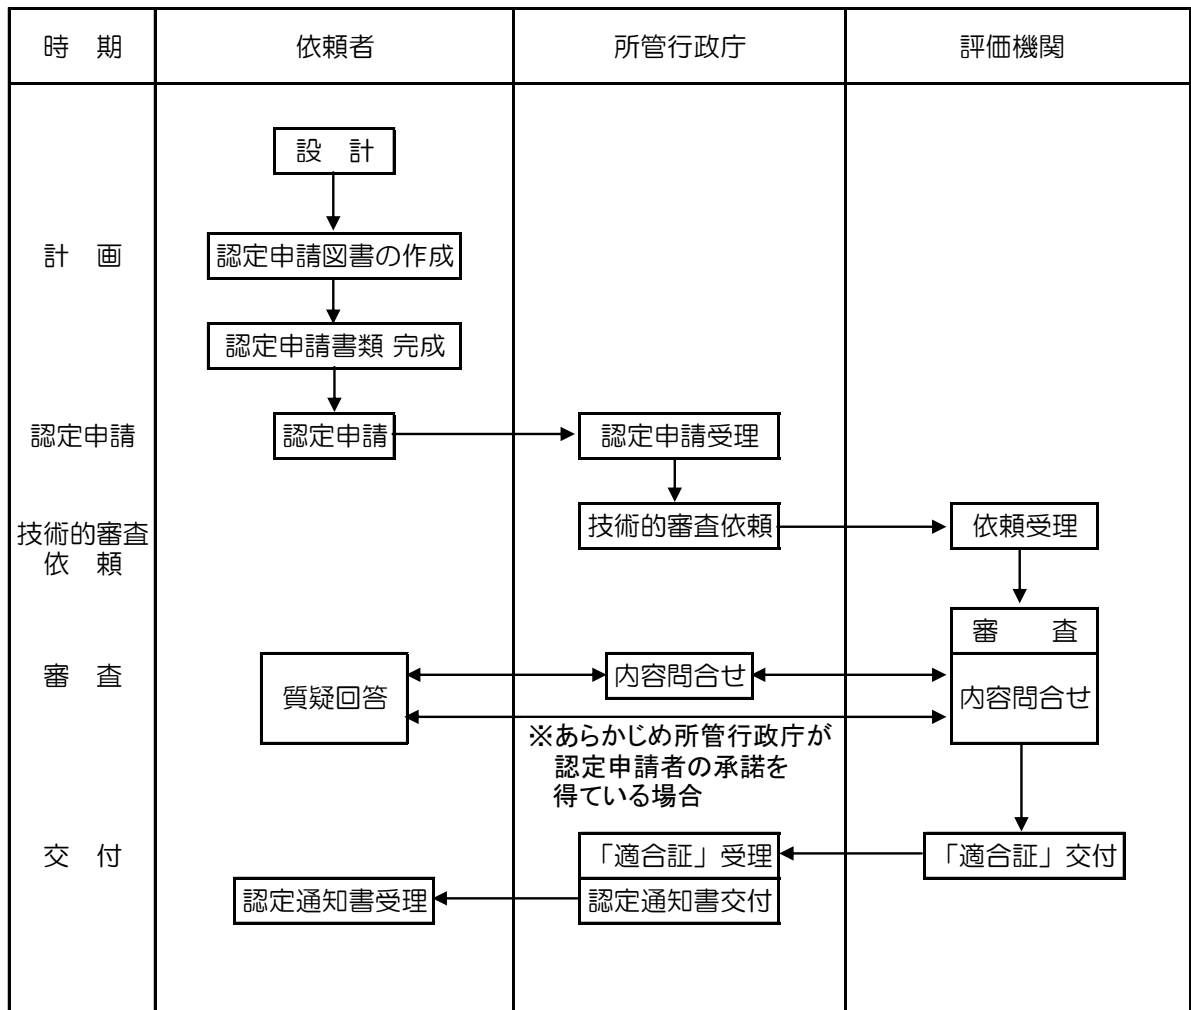 時　期
依頼者
所管行政庁
評価機関
設　計
計　画
認定申請図書の作成
認定申請書類 完成
認定申請
認定申請
認定申請受理
技術的審査
依　頼
技術的審査依頼
依頼受理
審　　査
審　査
質疑回答
内容問合せ
内容問合せ
※あらかじめ所管行政庁が
認定申請者の承諾を
得ている場合
交　付
「適合証」受理
「適合証」交付
認定通知書受理
認定通知書交付